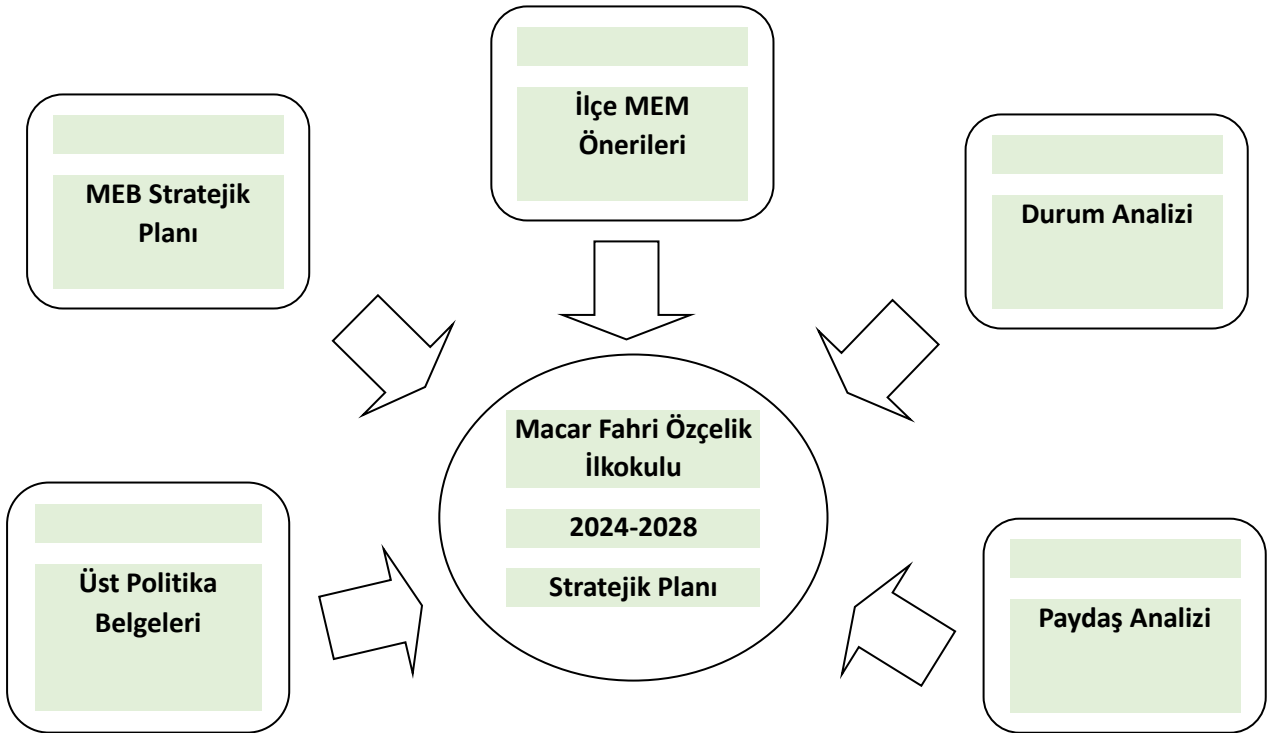 İlçe MEM
Önerileri
MEB Stratejik
Planı
Durum Analizi
Macar Fahri Özçelik
İlkokulu
2024-2028
Stratejik Planı
Üst Politika
Belgeleri
Paydaş Analizi